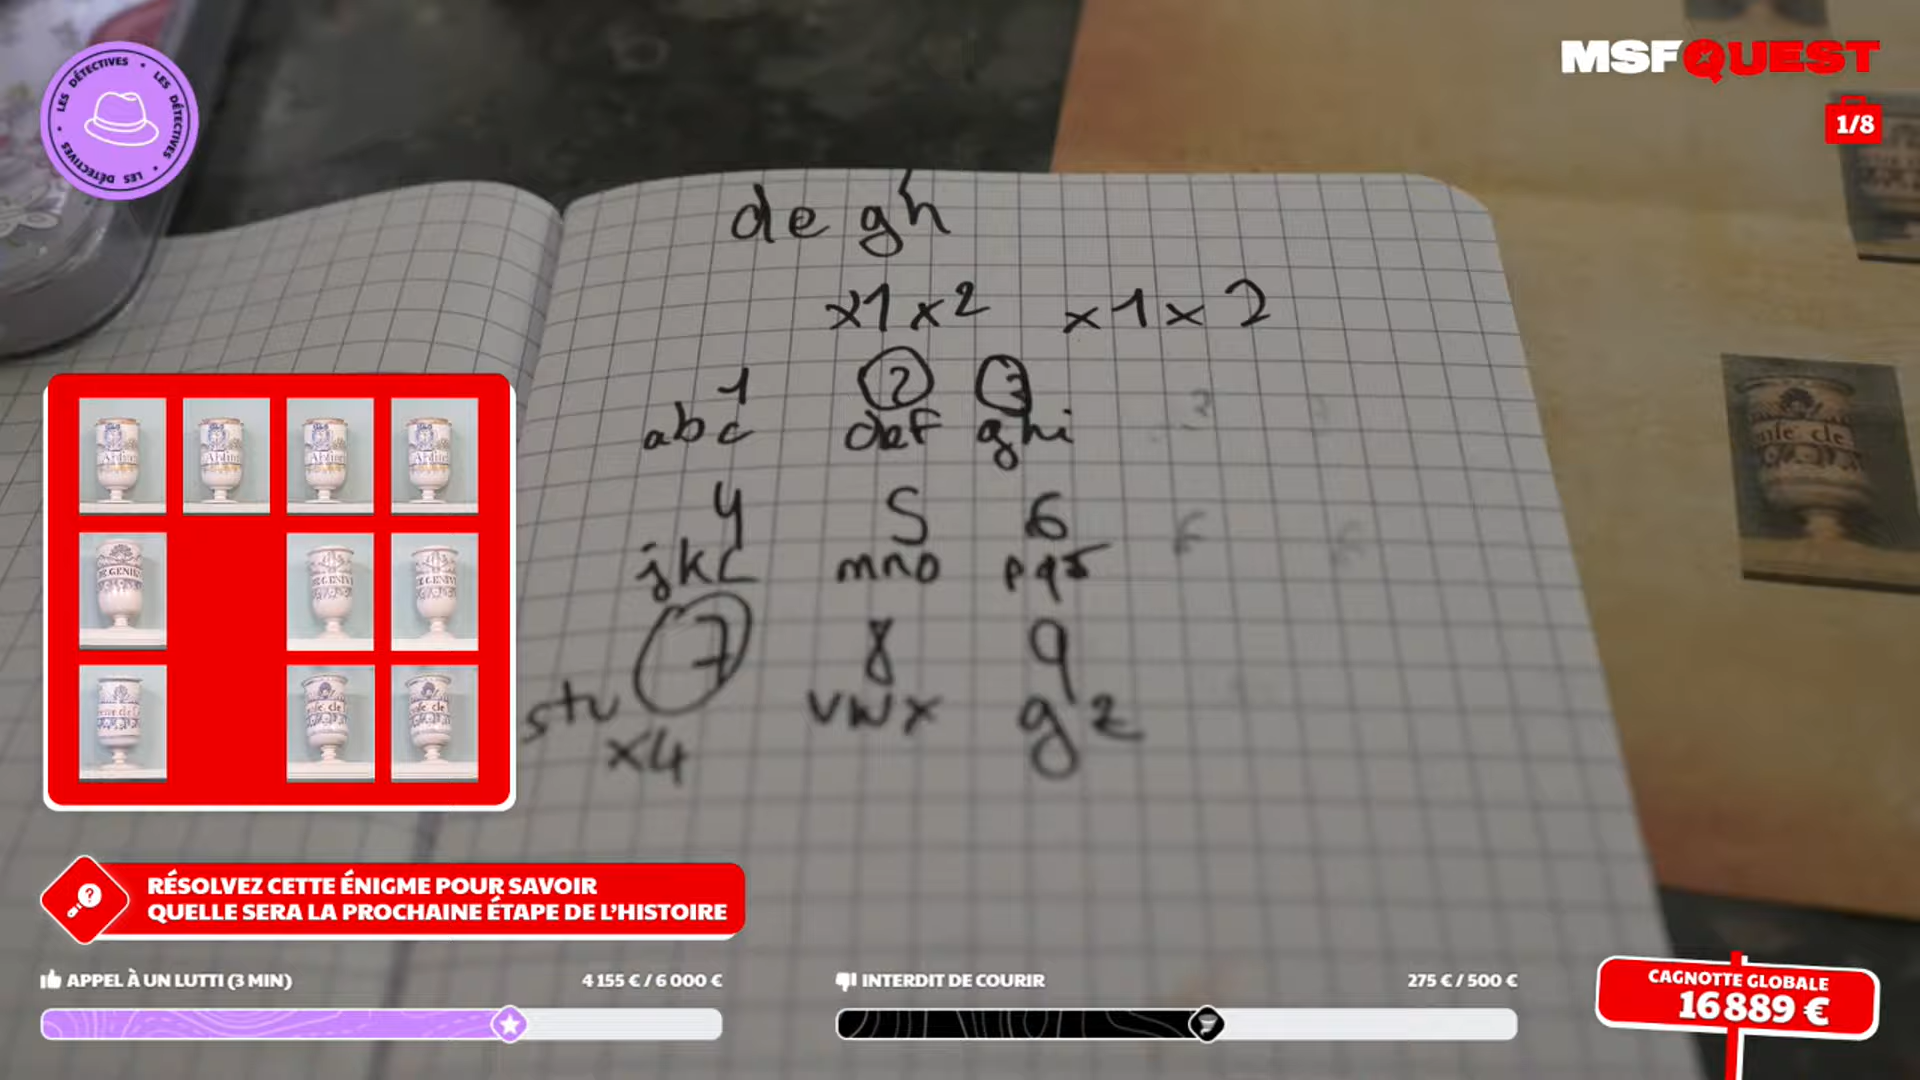 LES DÉTECTIVES • LES DÉTECTIVES • LES DÉTECTIVES •
MSFQUEST
1/8
de gh
x1 x2 x1 x2
1 2 3
abc def ghi
4 5 6
jkL mno pqr
7 8 9
stu vwx yz
x4
RÉSOLVEZ CETTE ÉNIGME POUR SAVOIR
QUELLE SERA LA PROCHAINE ÉTAPE DE L'HISTOIRE
APPEL À UN LUTTI (3 MIN) 4 155 € / 6 000 €
INTERDIT DE COURIR 275 € / 500 €
CAGNOTTE GLOBALE
16 889 €